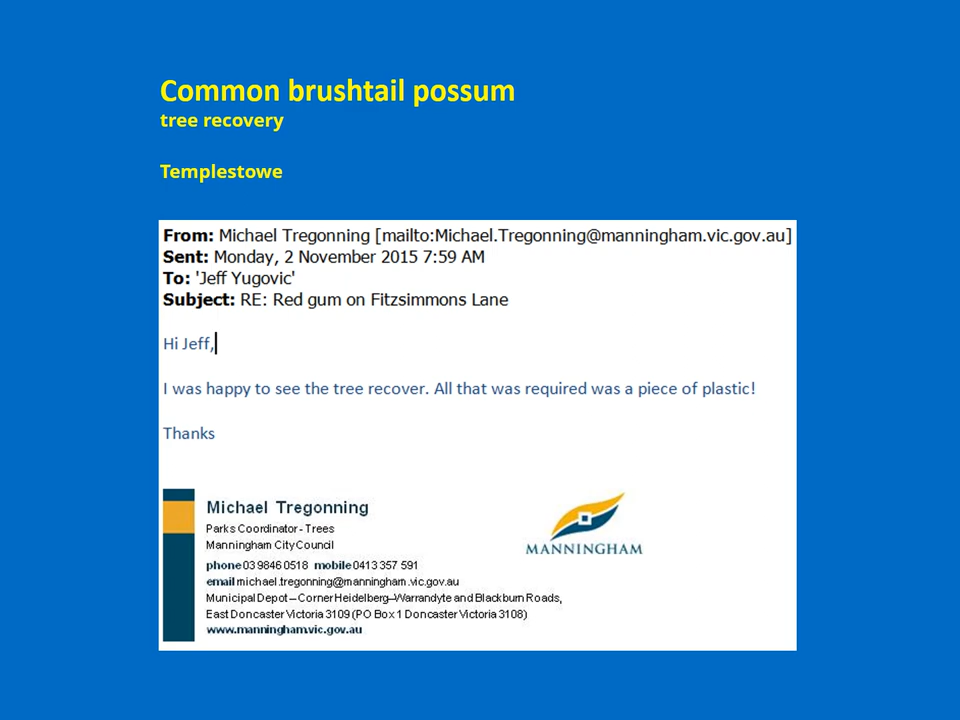 Common brushtail possum
tree recovery
Templestowe
From: Michael Tregonning [mailto:Michael.Tregonning@manningham.vic.gov.au]
Sent: Monday, 2 November 2015 7:59 AM
To: 'Jeff Yugovic'
Subject: RE: Red gum on Fitzsimmons Lane
Hi Jeff,
I was happy to see the tree recover. All that was required was a piece of plastic!
Thanks
Michael Tregonning
Parks Coordinator - Trees
Manningham City Council
phone 03 9846 0518 mobile 0413 357 591
email michael.tregonning@manningham.vic.gov.au
Municipal Depot – Corner Heidelberg–Warrandyte and Blackburn Roads,
East Doncaster Victoria 3109 (PO Box 1 Doncaster Victoria 3108)
www.manningham.vic.gov.au
MANNINGHAM